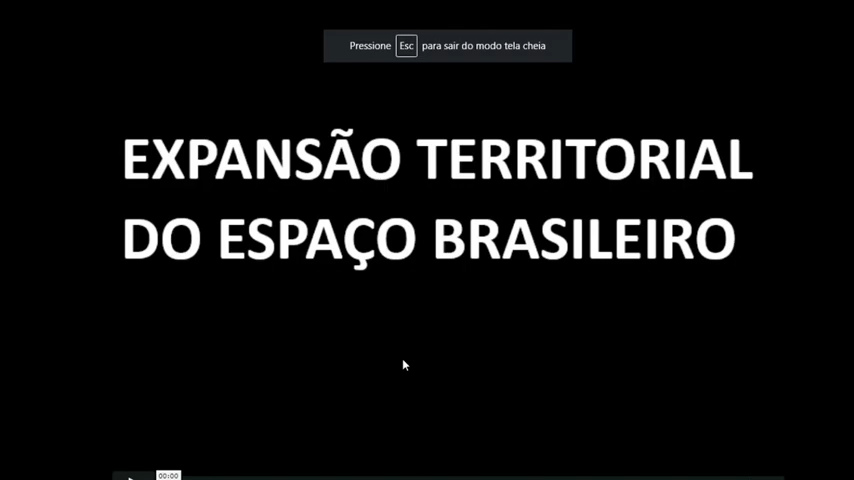 Pressione Esc para sair do modo tela cheia
EXPANSÃO TERRITORIAL
DO ESPAÇO BRASILEIRO
00:00